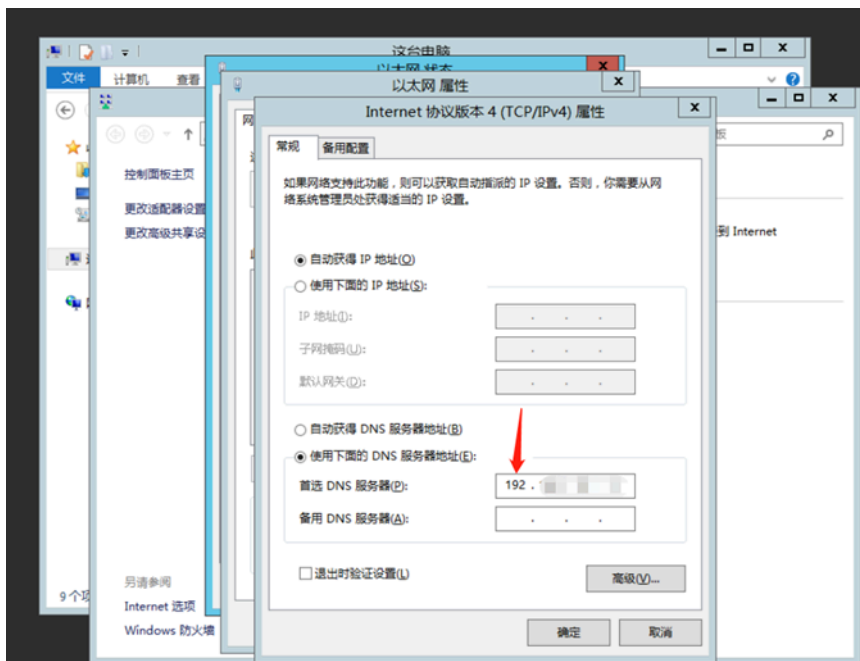 这台电脑
以太网 状态
以太网 属性
文件
计算机
查看
Internet 协议版本 4 (TCP/IPv4) 属性
常规
备用配置
控制面板主页
如果网络支持此功能，则可以获取自动指派的 IP 设置。否则，你需要从网
络系统管理员处获得适当的 IP 设置。
更改适配器设置
更改高级共享设
到 Internet
自动获得 IP 地址(O)
使用下面的 IP 地址(S):
IP 地址(I):
子网掩码(U):
默认网关(D):
自动获得 DNS 服务器地址(B)
使用下面的 DNS 服务器地址(E):
首选 DNS 服务器(P):
192 .
备用 DNS 服务器(A):
退出时验证设置(L)
高级(V)...
另请参阅
9 个项
Internet 选项
Windows 防火墙
确定
取消